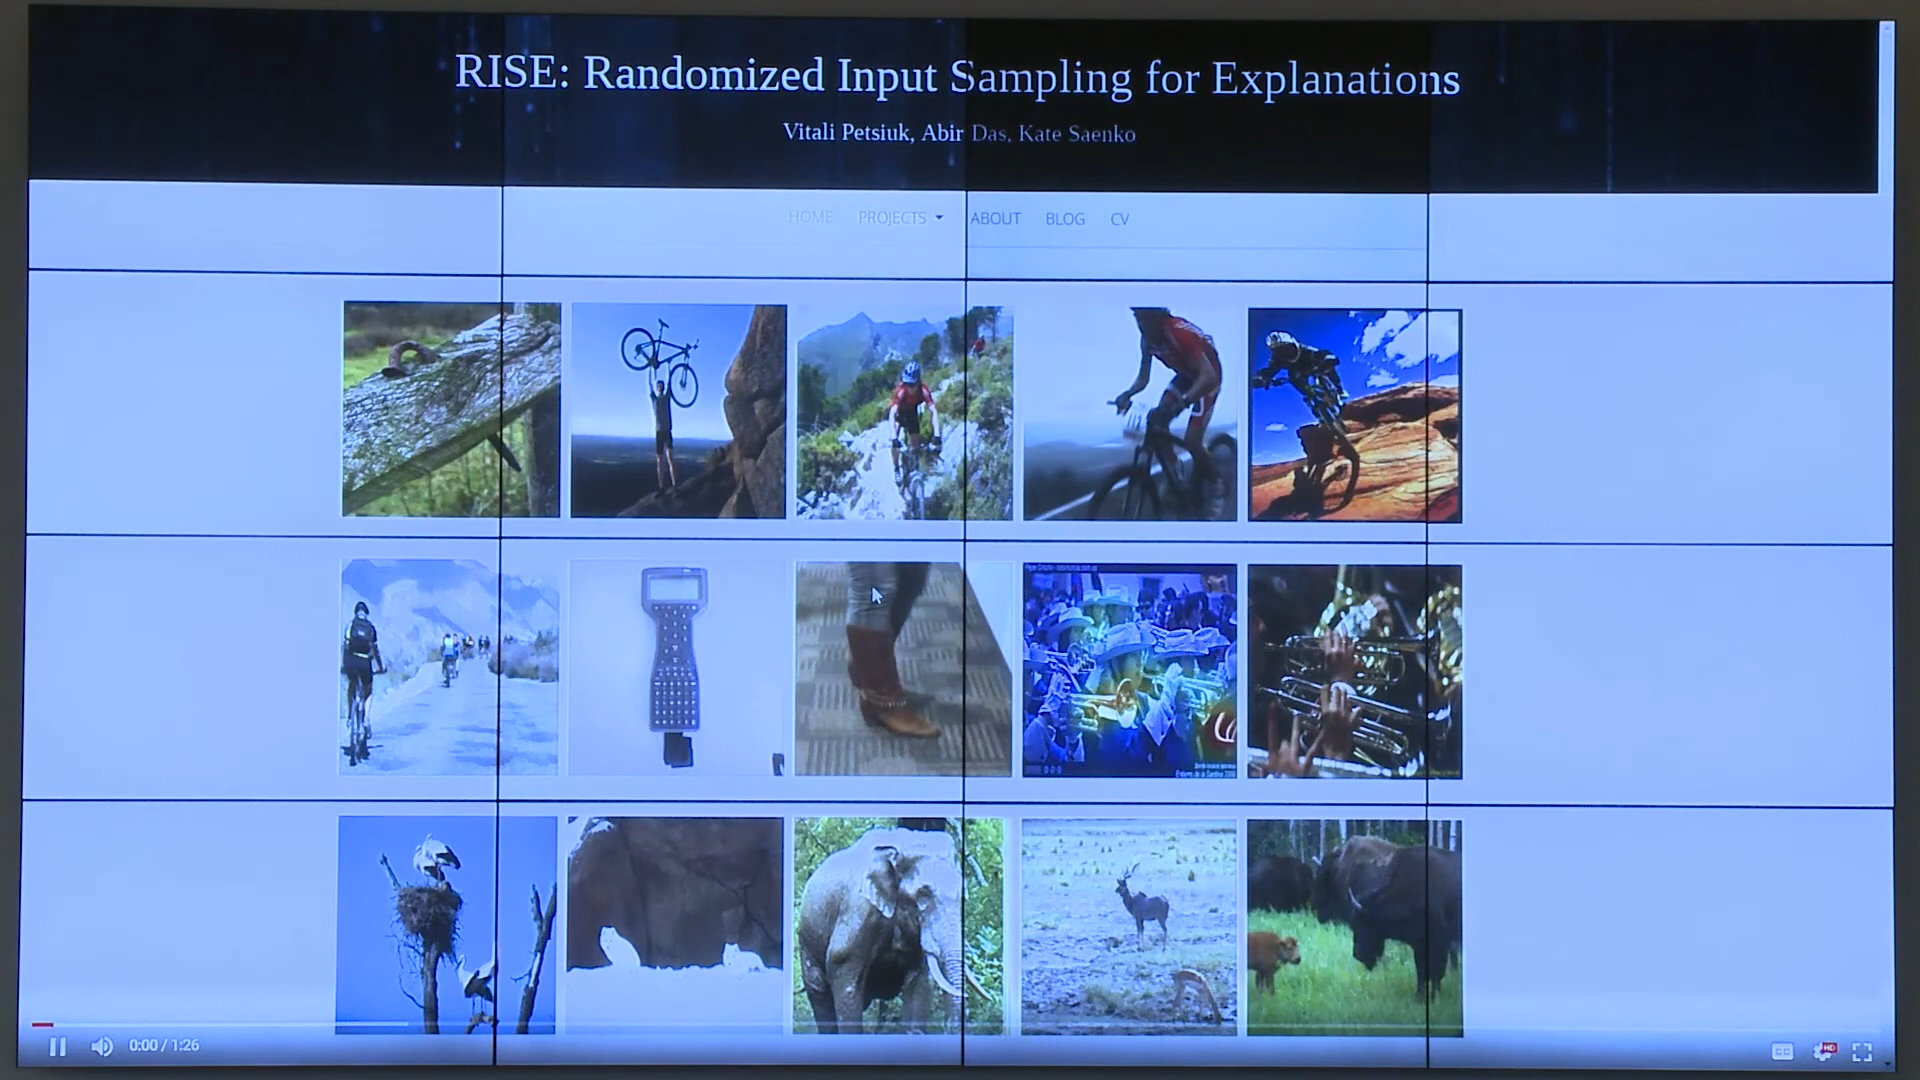 RISE: Randomized Input Sampling for Explanations
Vitali Petsiuk, Abir Das, Kate Saenko
HOME PROJECTS ABOUT BLOG CV
0:00 / 1:26
HD